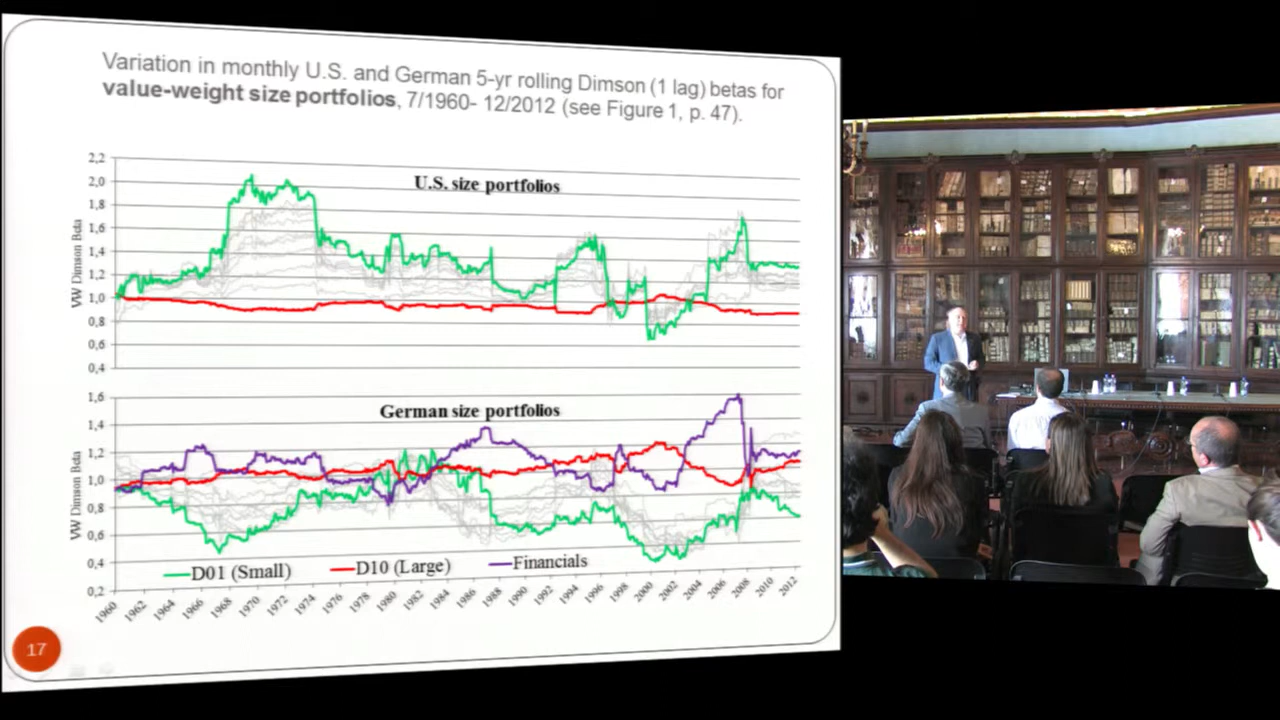 Variation in monthly U.S. and German 5-yr rolling Dimson (1 lag) betas for
value-weight size portfolios, 7/1960- 12/2012 (see Figure 1, p. 47).
U.S. size portfolios
VW Dimson Beta
2,2
2,0
1,8
1,6
1,4
1,2
1,0
0,8
0,6
0,4
German size portfolios
VW Dimson Beta
1,6
1,4
1,2
1,0
0,8
0,6
0,4
0,2
D01 (Small) D10 (Large) Financials
1960 1962 1964 1966 1968 1970 1972 1974 1976 1978 1980 1982 1984 1986 1988 1990 1992 1994 1996 1998 2000 2002 2004 2006 2008 2010 2012
17